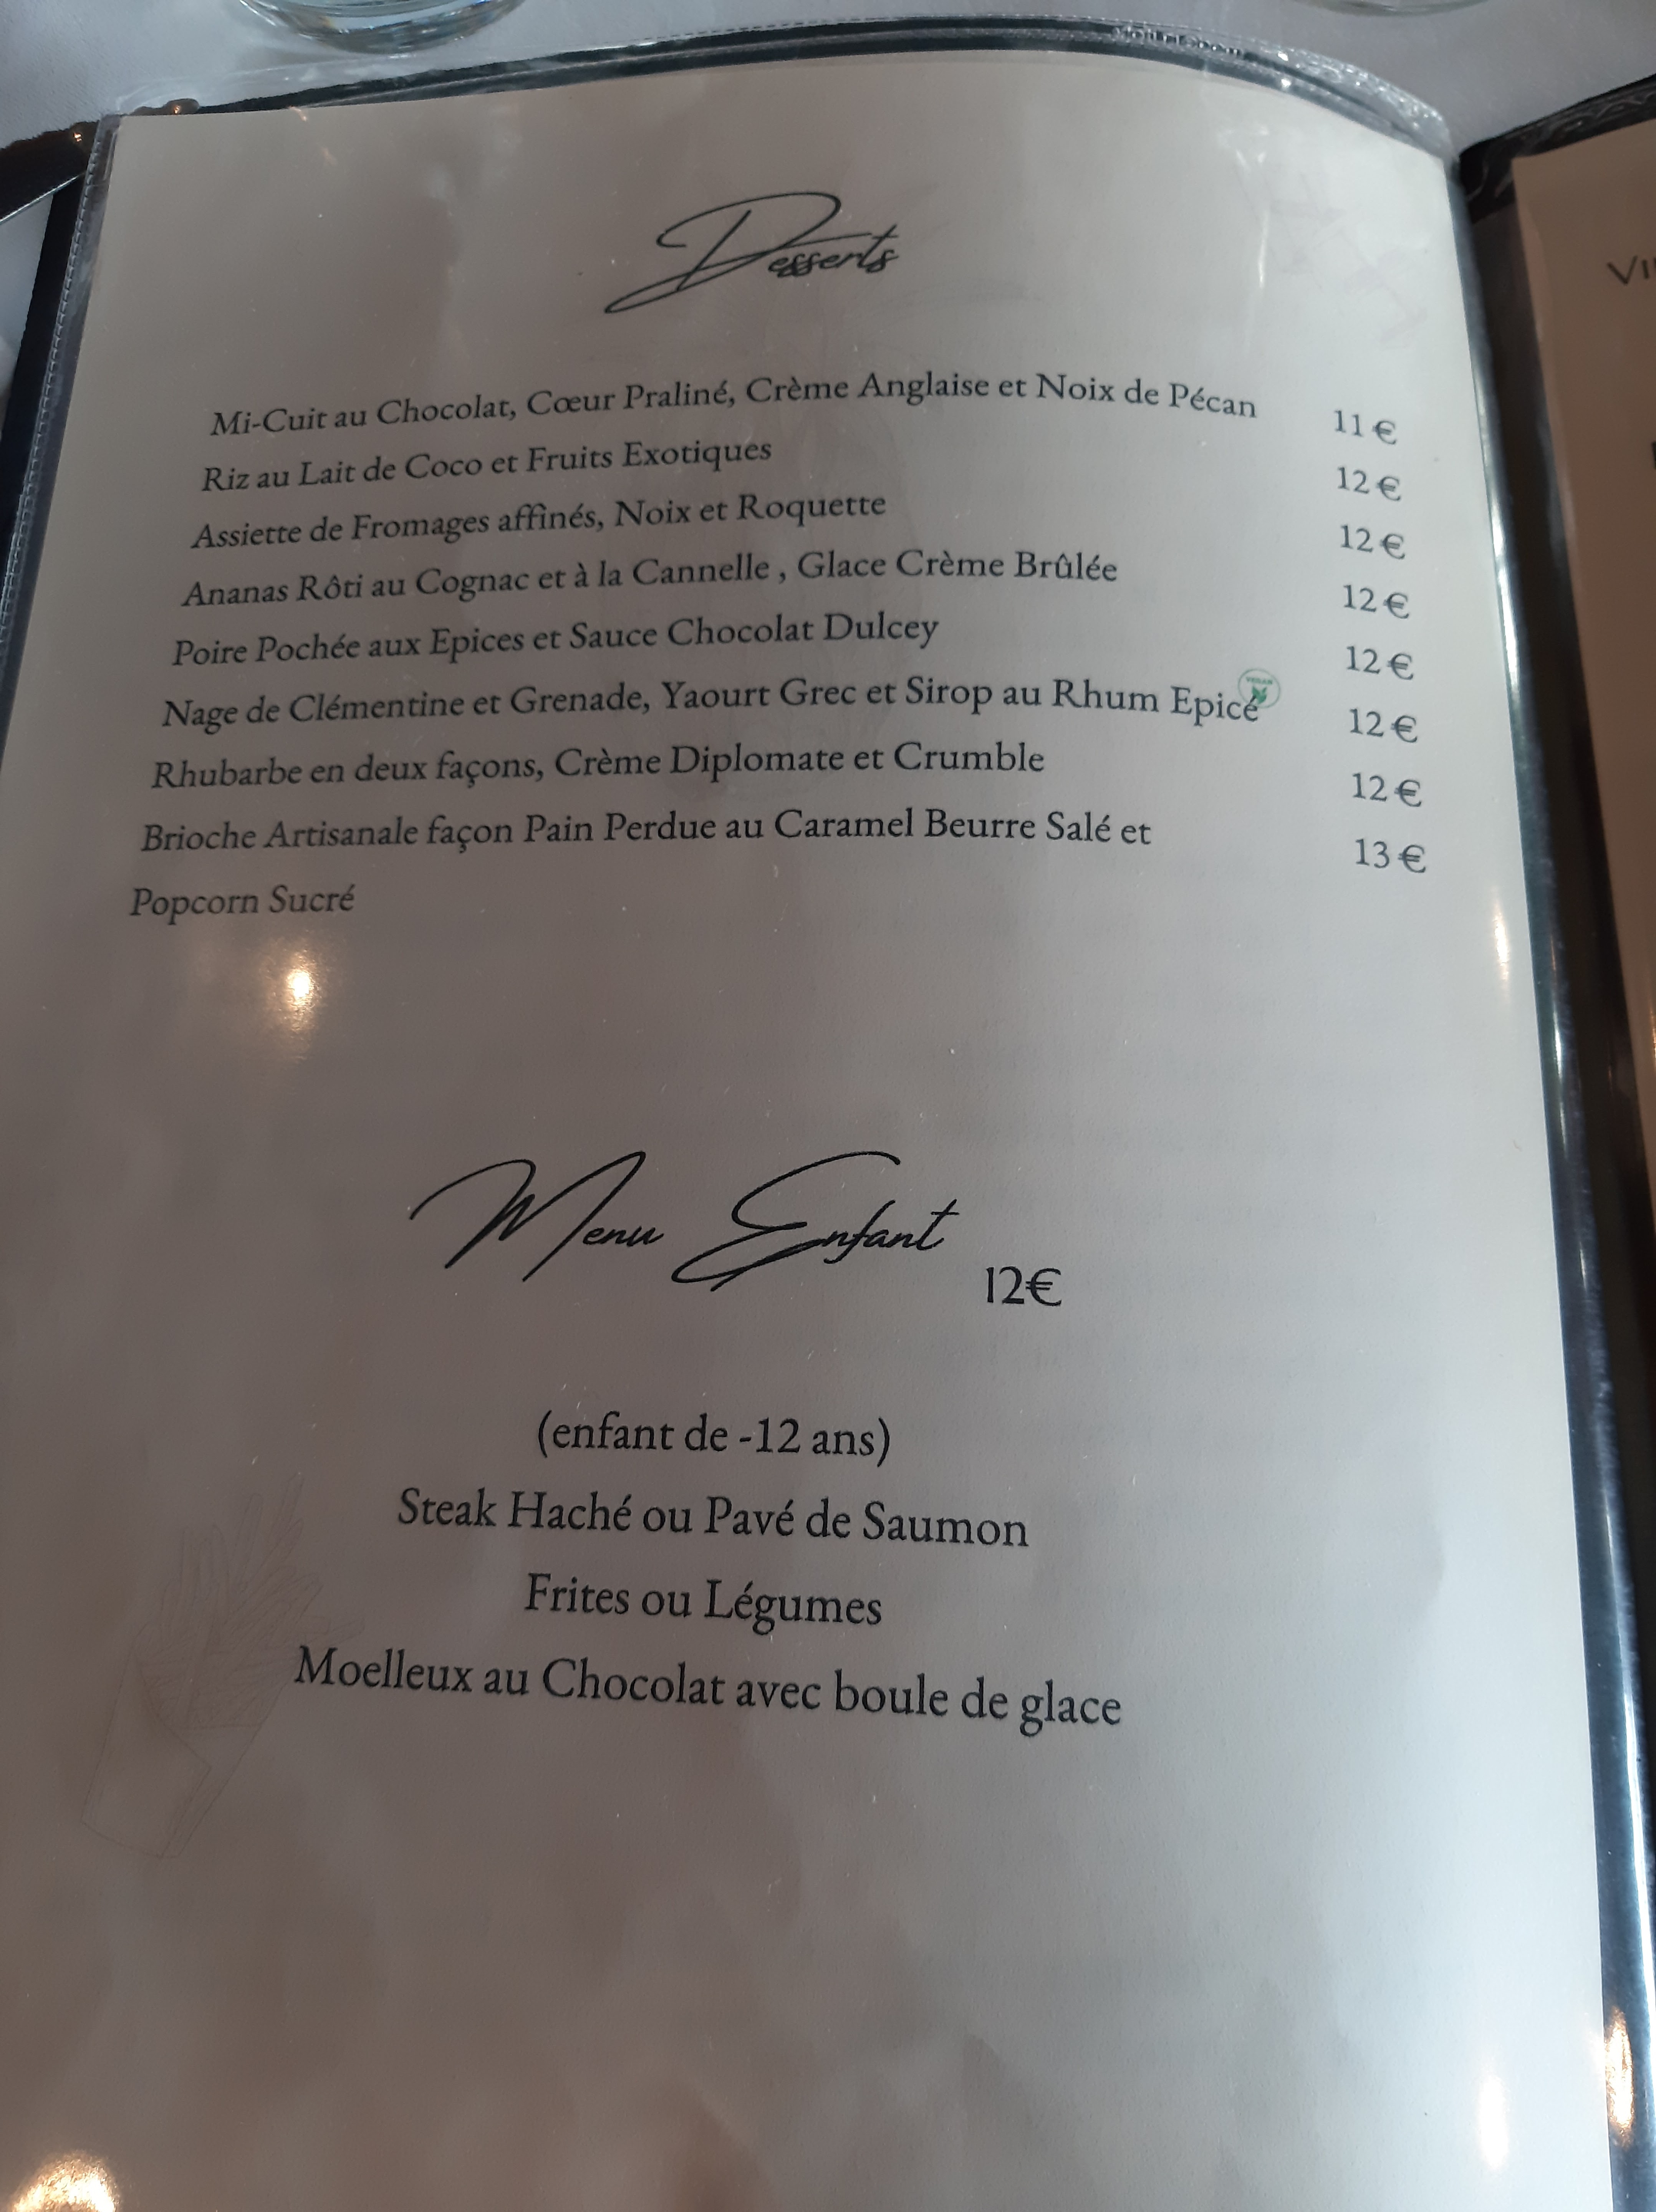 Desserts
Mi-Cuit au Chocolat, Cœur Praliné, Crème Anglaise et Noix de Pécan 11 €
Riz au Lait de Coco et Fruits Exotiques 12 €
Assiette de Fromages affinés, Noix et Roquette 12 €
Ananas Rôti au Cognac et à la Cannelle , Glace Crème Brûlée 12 €
Poire Pochée aux Epices et Sauce Chocolat Dulcey 12 €
Nage de Clémentine et Grenade, Yaourt Grec et Sirop au Rhum Epicé VEGAN 12 €
Rhubarbe en deux façons, Crème Diplomate et Crumble 12 €
Brioche Artisanale façon Pain Perdue au Caramel Beurre Salé et 13 €
Popcorn Sucré
Menu Enfant 12€
(enfant de -12 ans)
Steak Haché ou Pavé de Saumon
Frites ou Légumes
Moelleux au Chocolat avec boule de glace